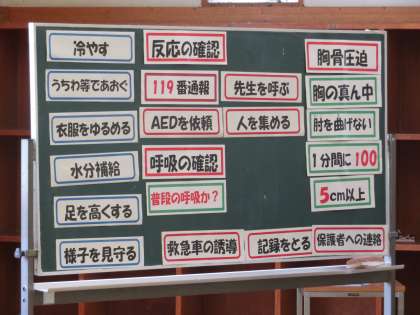 冷やす
うちわ等であおぐ
衣服をゆるめる
水分補給
足を高くする
様子を見守る
反応の確認
119番通報
先生を呼ぶ
AEDを依頼
人を集める
呼吸の確認
普段の呼吸か？
救急車の誘導
記録をとる
保護者への連絡
胸骨圧迫
胸の真ん中
肘を曲げない
1分間に100
5cm以上